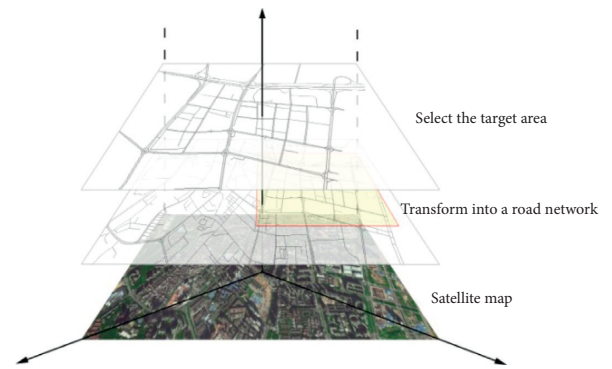 Select the target area
Transform into a road network
Satellite map